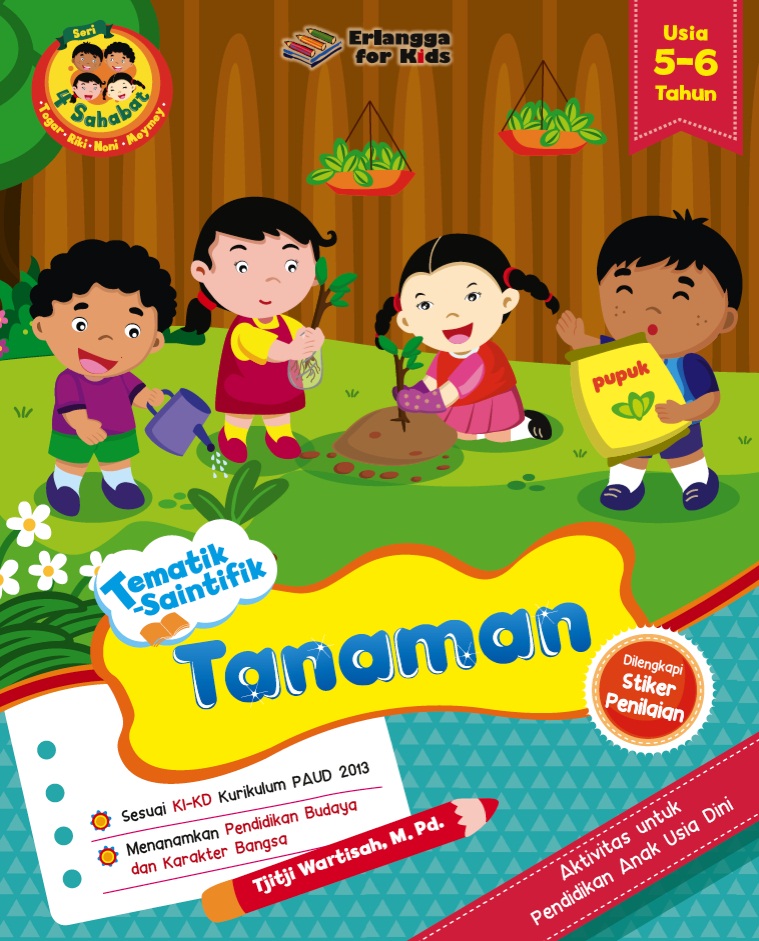 Seri
4 Sahabat
• Togar • Riki • Noni • Meymey •
Erlangga
for Kids
Usia
5-6
Tahun
pupuk
Tematik
-Saintifik
Tanaman
Dilengkapi
Stiker
Penilaian
Sesuai KI-KD Kurikulum PAUD 2013
Menanamkan Pendidikan Budaya
dan Karakter Bangsa
Tjitji Wartisah, M.Pd.
Aktivitas untuk
Pendidikan Anak Usia Dini